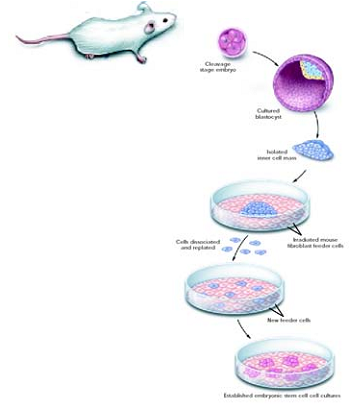 Cleavage
stage embryo
Cultured
blastocyst
Isolated
inner cell mass
Irradiated mouse
fibroblast feeder cells
Cells dissociated
and replated
New feeder cells
Established embryonic stem cell cell cultures